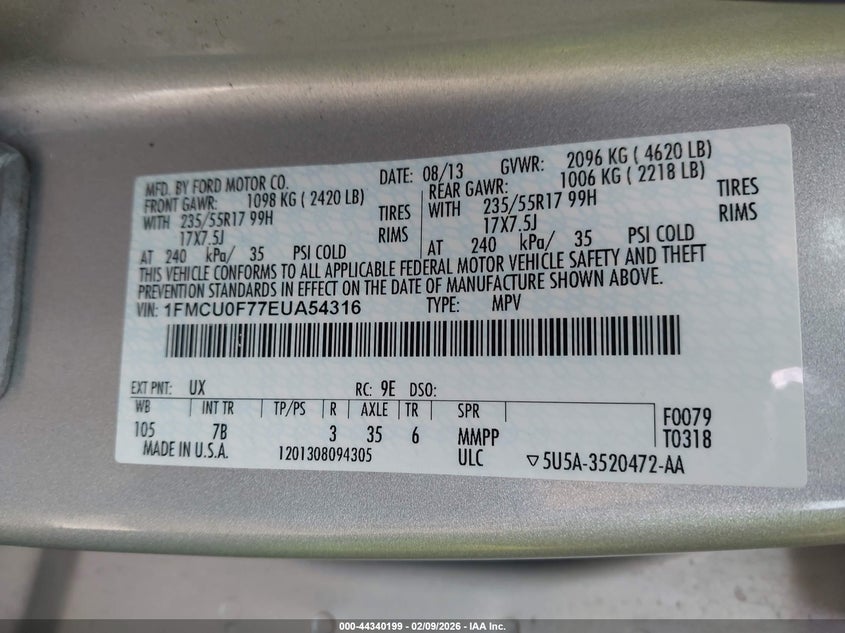 MFD. BY FORD MOTOR CO.
DATE: 08/13 GVWR: 2096 KG ( 4620 LB)
FRONT GAWR: 1098 KG ( 2420 LB)
REAR GAWR: 1006 KG ( 2218 LB)
WITH 235/55R17 99H TIRES
WITH 235/55R17 99H TIRES
17X7.5J RIMS
17X7.5J RIMS
AT 240 kPa/ 35 PSI COLD
AT 240 kPa/ 35 PSI COLD
THIS VEHICLE CONFORMS TO ALL APPLICABLE FEDERAL MOTOR VEHICLE SAFETY AND THEFT
PREVENTION STANDARDS IN EFFECT ON THE DATE OF MANUFACTURE SHOWN ABOVE.
VIN: 1FMCU0F77EUA54316 TYPE: MPV
EXT PNT: UX RC: 9E DSO:
WB INT TR TP/PS R AXLE TR SPR
105 7B 3 35 6 MMPP
F0079
T0318
MADE IN U.S.A. 1201308094305 ULC ▽5U5A-3520472-AA
000-44340199 - 02/09/2026 - IAA Inc.